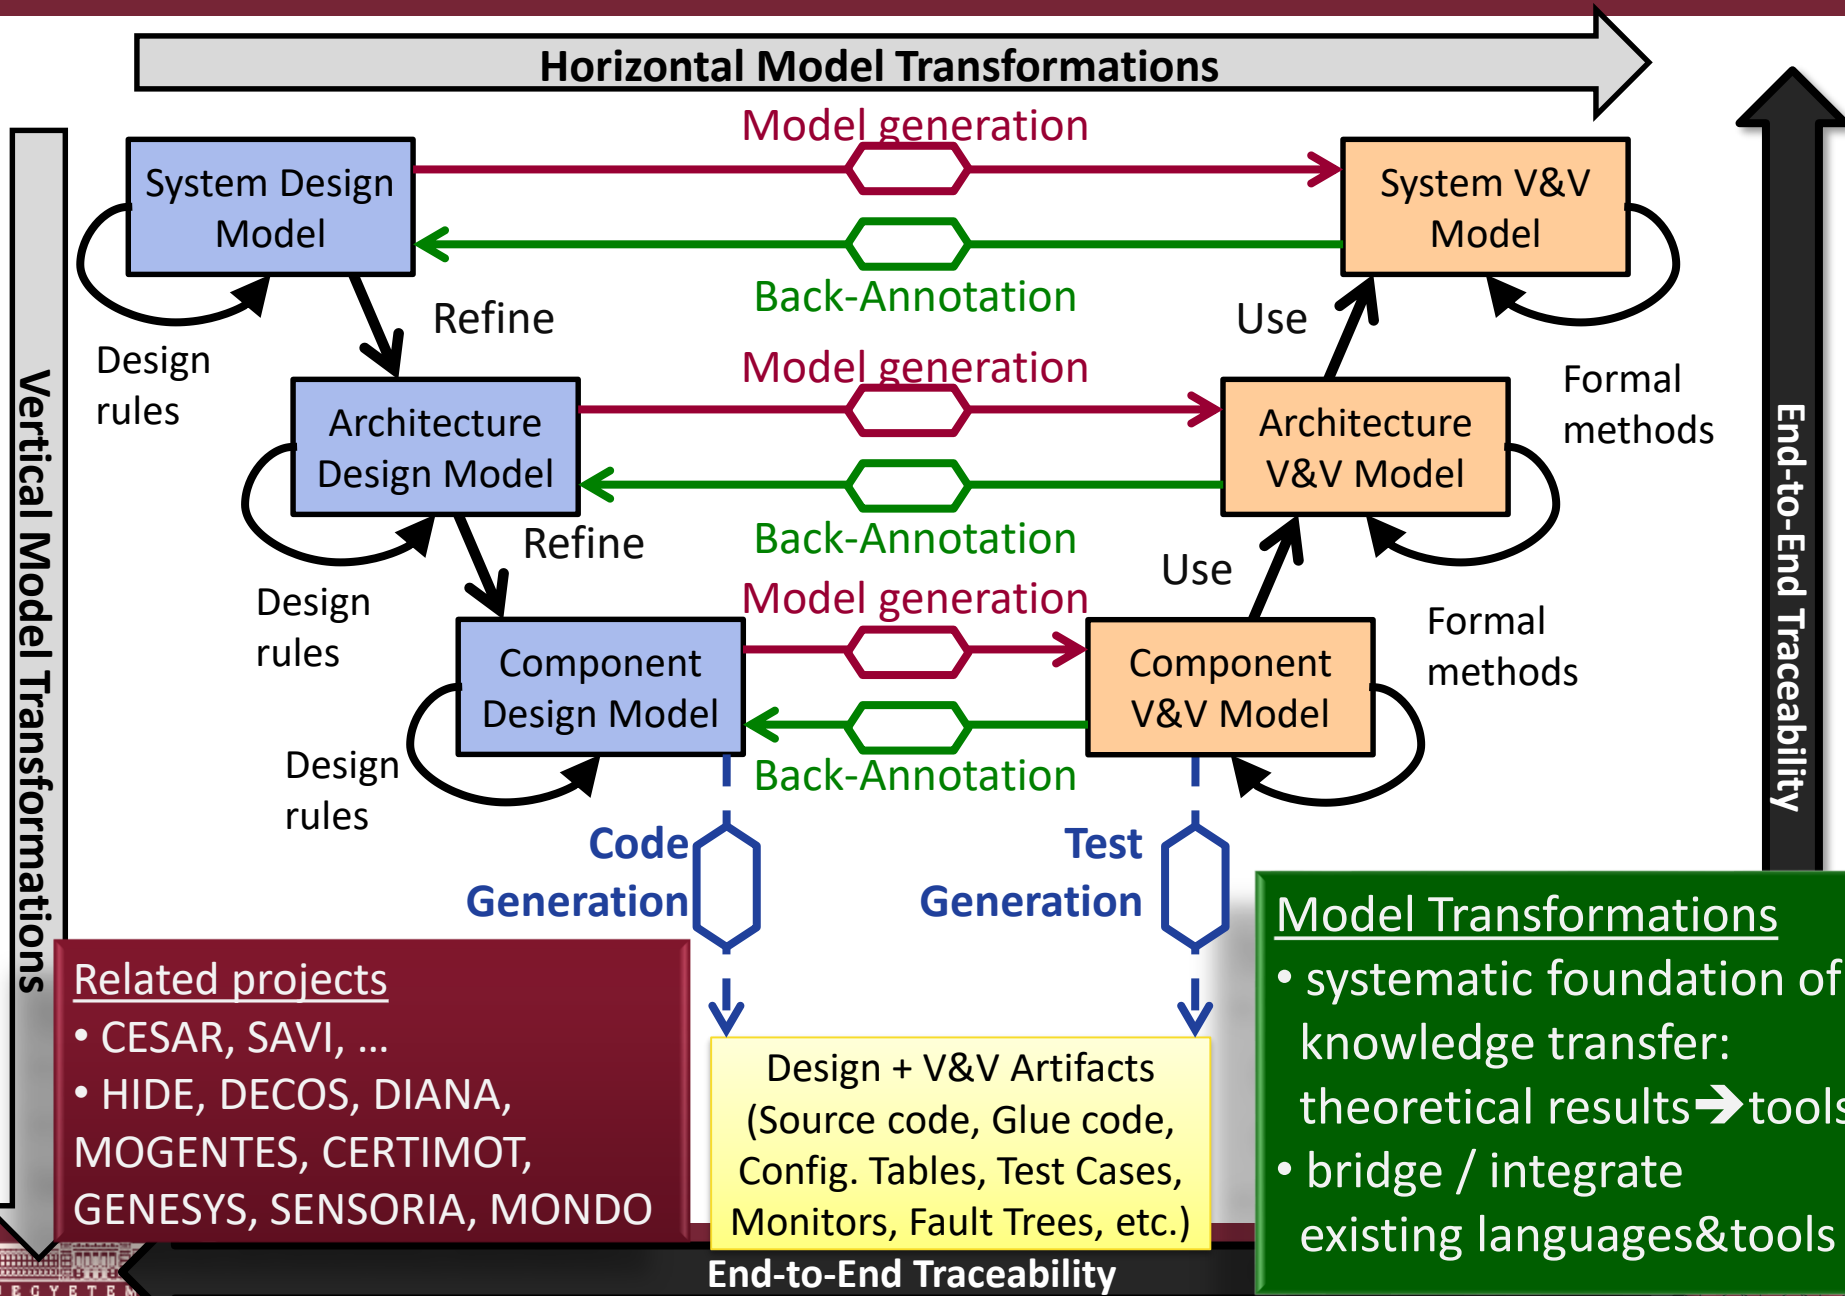 Horizontal Model Transformations
Model generation
System Design
Model
System V&V
Model
Back-Annotation
Refine
Use
Design
rules
Formal
methods
Model generation
Architecture
Design Model
Architecture
V&V Model
Back-Annotation
Refine
Use
Design
rules
Formal
methods
Model generation
Component
Design Model
Component
V&V Model
Back-Annotation
Design
rules
Code
Generation
Test
Generation
Vertical Model Transformations
End-to-End Traceability
Related projects
• CESAR, SAVI, ...
• HIDE, DECOS, DIANA,
MOGENTES, CERTIMOT,
GENESYS, SENSORIA, MONDO
Design + V&V Artifacts
(Source code, Glue code,
Config. Tables, Test Cases,
Monitors, Fault Trees, etc.)
Model Transformations
• systematic foundation of
knowledge transfer:
theoretical results➔tools
• bridge / integrate
existing languages&tools
End-to-End Traceability